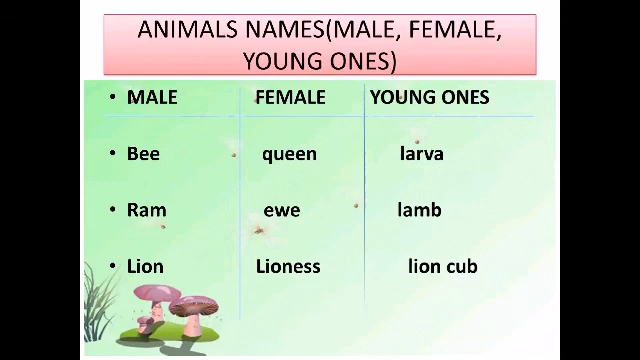 ANIMALS NAMES(MALE, FEMALE,
YOUNG ONES)
• MALE FEMALE YOUNG ONES
• Bee queen larva
• Ram ewe lamb
• Lion Lioness lion cub